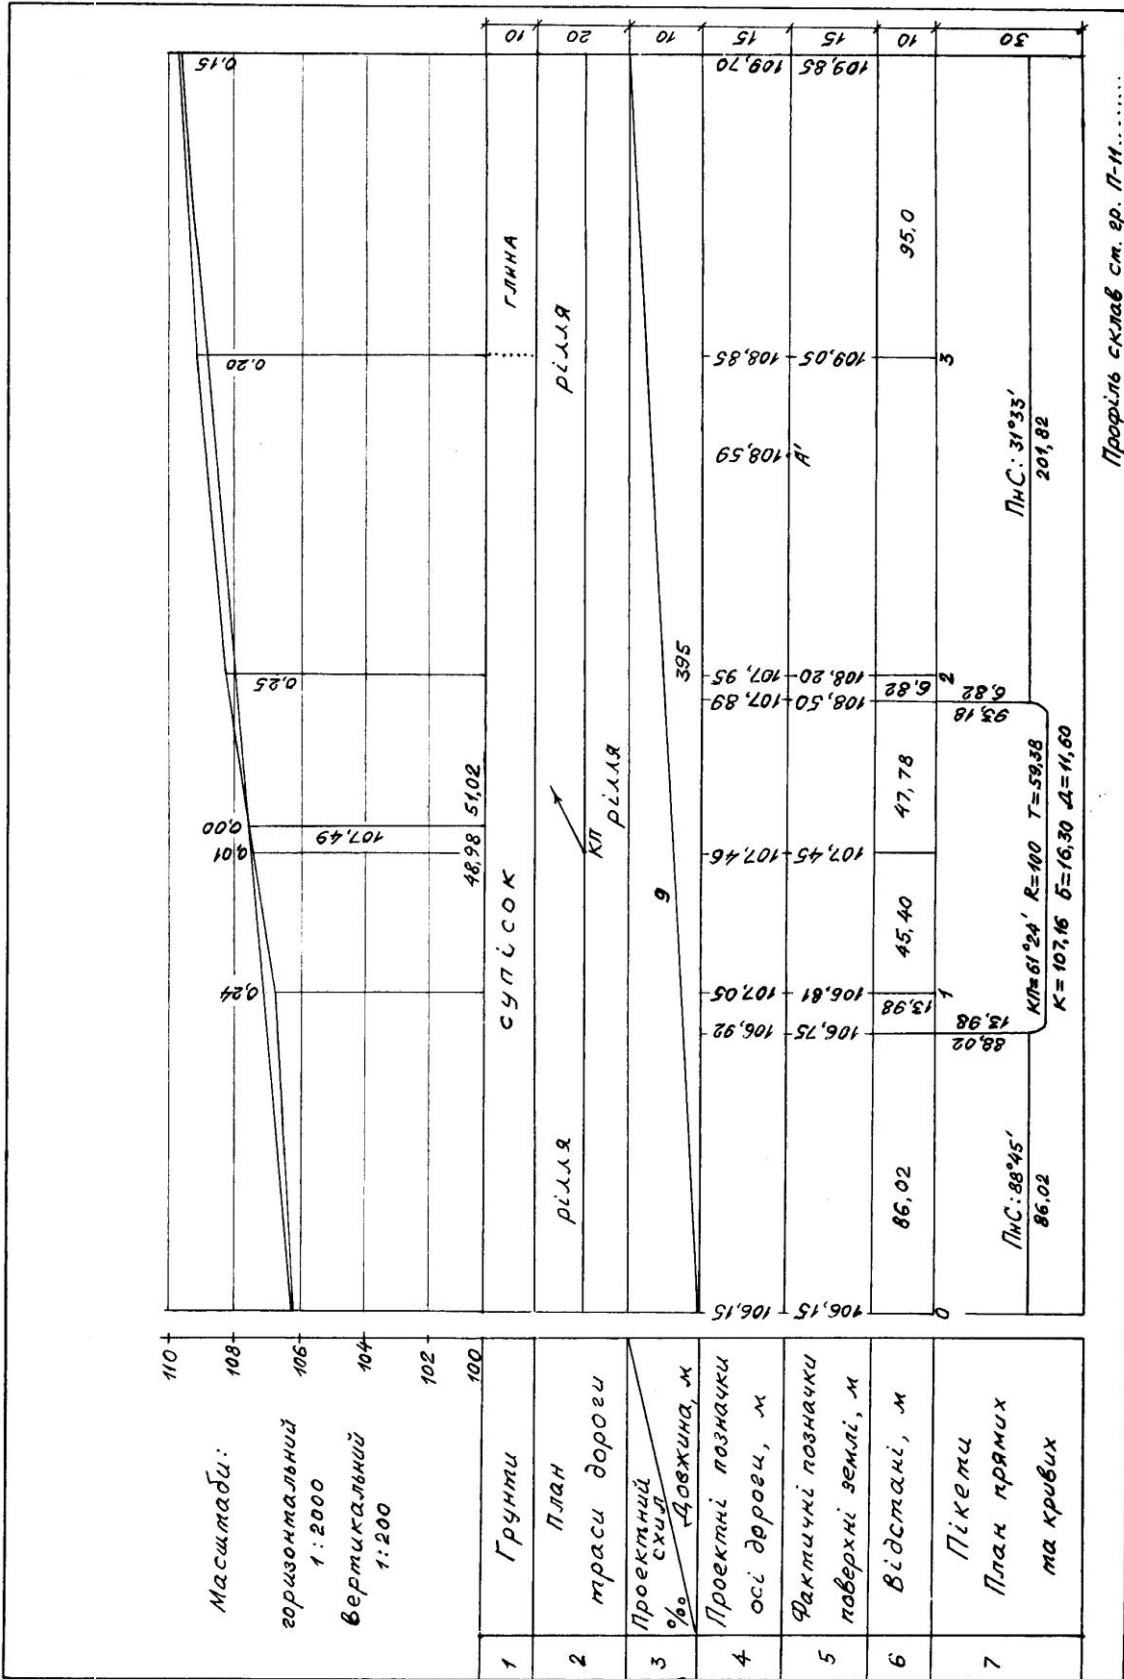 Масштаби:
горизонтальний
1:2000
вертикальний
1:200
110
108
106
104
102
100
0,24
0,01
0,00
107,49
48,98 51,02
0,25
0,20
0,15
1
Грунти
супісок
глина
10
2
План
траси дороги
рілля
КП
рілля
рілля
20
3
Проектний
схил
‰
Довжина, м
9
395
10
4
Проектні позначки
осі дороги, м
106,15
106,92
107,05
107,46
107,89
107,95
108,59
108,85
109,70
15
5
Фактичні позначки
поверхні землі, м
106,15
106,75
106,81
107,45
108,50
108,20
А'
109,05
109,85
15
6
Відстані, м
86,02
13,98
45,40
47,78
6,82
95,0
10
7
Пікети
План прямих
та кривих
0
1
2
3
ПнС: 88°45'
86,02
88,02
13,98
КП=61°24' R=100 Т=59,38
К=107,16 Б=16,30 Д=11,60
93,18
6,82
ПнС: 31°33'
201,82
30
Профіль склав ст. гр. П-11.......